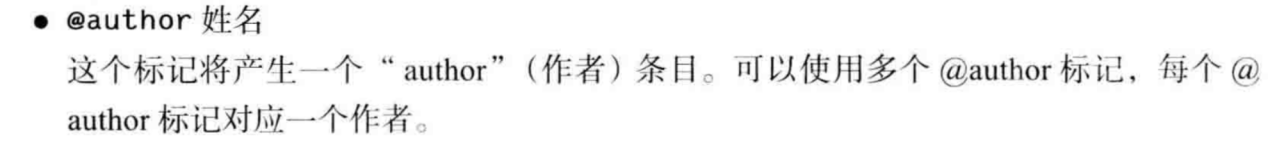 ● @author 姓名
这个标记将产生一个“author”(作者)条目。可以使用多个 @author 标记，每个 @
author 标记对应一个作者。